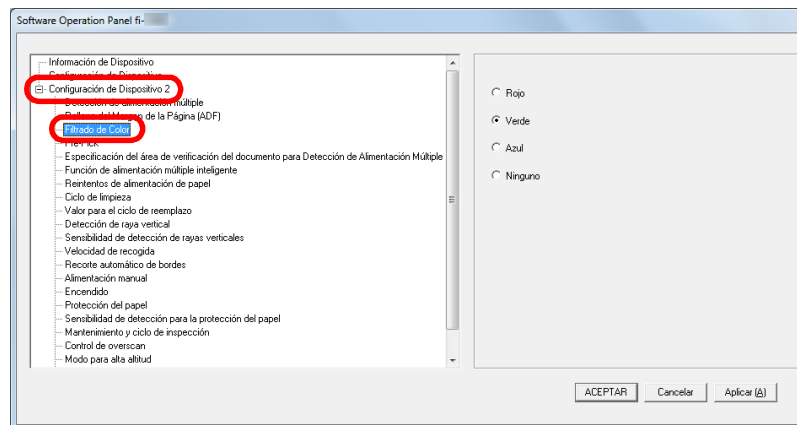 Software Operation Panel fi-
Información de Dispositivo
Configuración de Dispositivo
Configuración de Dispositivo 2
Detección de alimentación múltiple
Relleno del Margen de la Página (ADF)
Filtrado de Color
Pre-Pick
Especificación del área de verificación del documento para Detección de Alimentación Múltiple
Función de alimentación múltiple inteligente
Reintentos de alimentación de papel
Ciclo de limpieza
Valor para el ciclo de reemplazo
Detección de raya vertical
Sensibilidad de detección de rayas verticales
Velocidad de recogida
Recorte automático de bordes
Alimentación manual
Encendido
Protección del papel
Sensibilidad de detección para la protección del papel
Mantenimiento y ciclo de inspección
Control de overscan
Modo para alta altitud
Rojo
Verde
Azul
Ninguno
ACEPTAR Cancelar Aplicar (A)